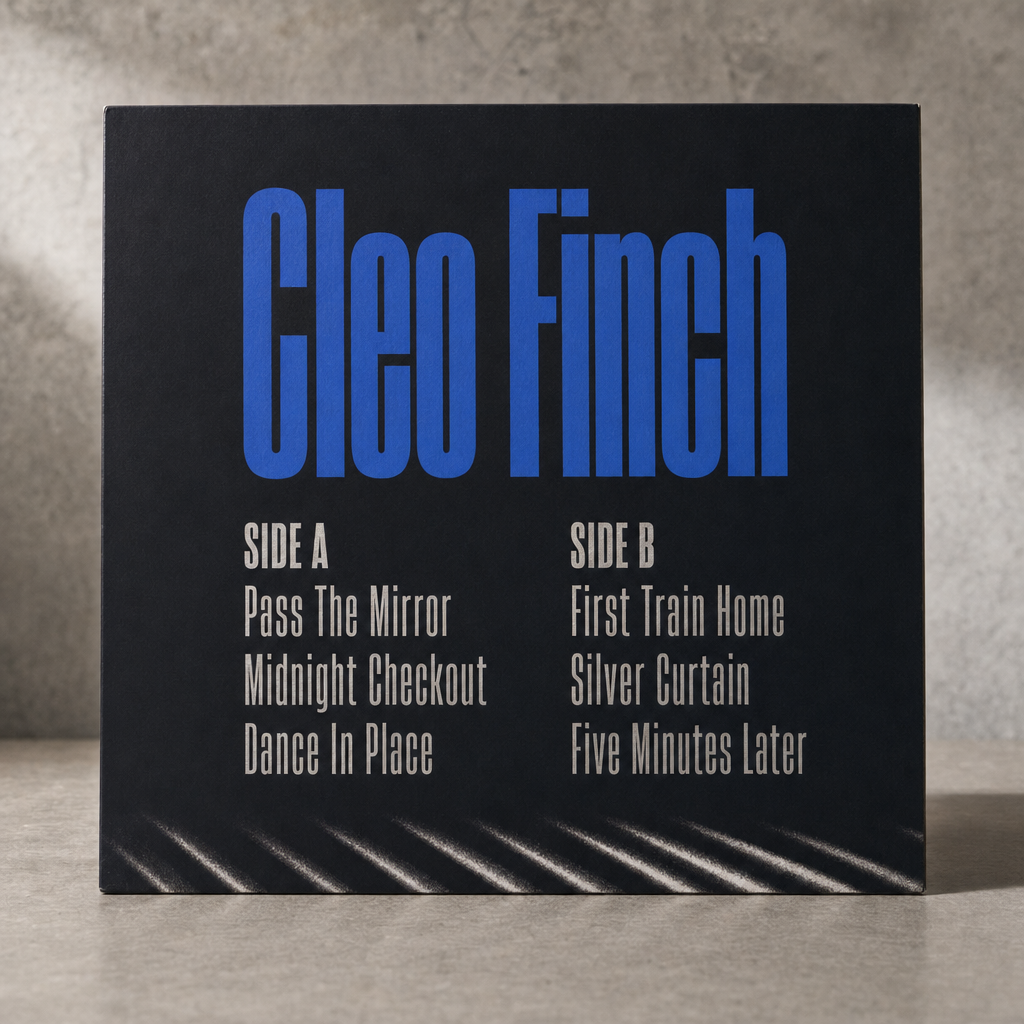 Cleo Finch
SIDE A
Pass The Mirror
Midnight Checkout
Dance In Place
SIDE B
First Train Home
Silver Curtain
Five Minutes Later